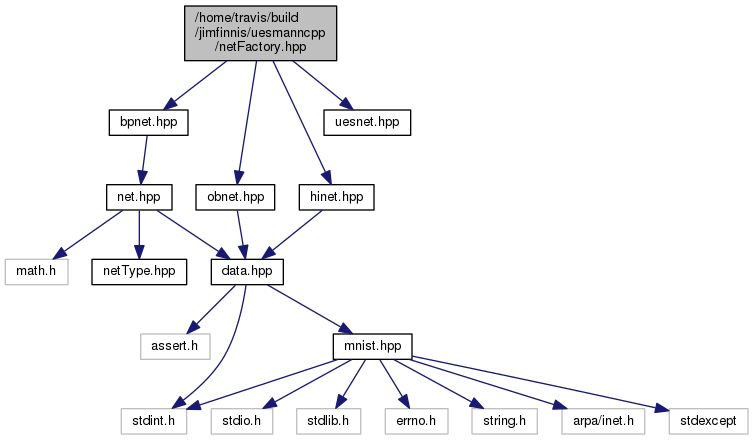 /home/travis/build
/jimfinnis/uesmanncpp
/netFactory.hpp
bpnet.hpp
uesnet.hpp
net.hpp
obnet.hpp
hinet.hpp
math.h
netType.hpp
data.hpp
assert.h
mnist.hpp
stdint.h
stdio.h
stdlib.h
errno.h
string.h
arpa/inet.h
stdexcept